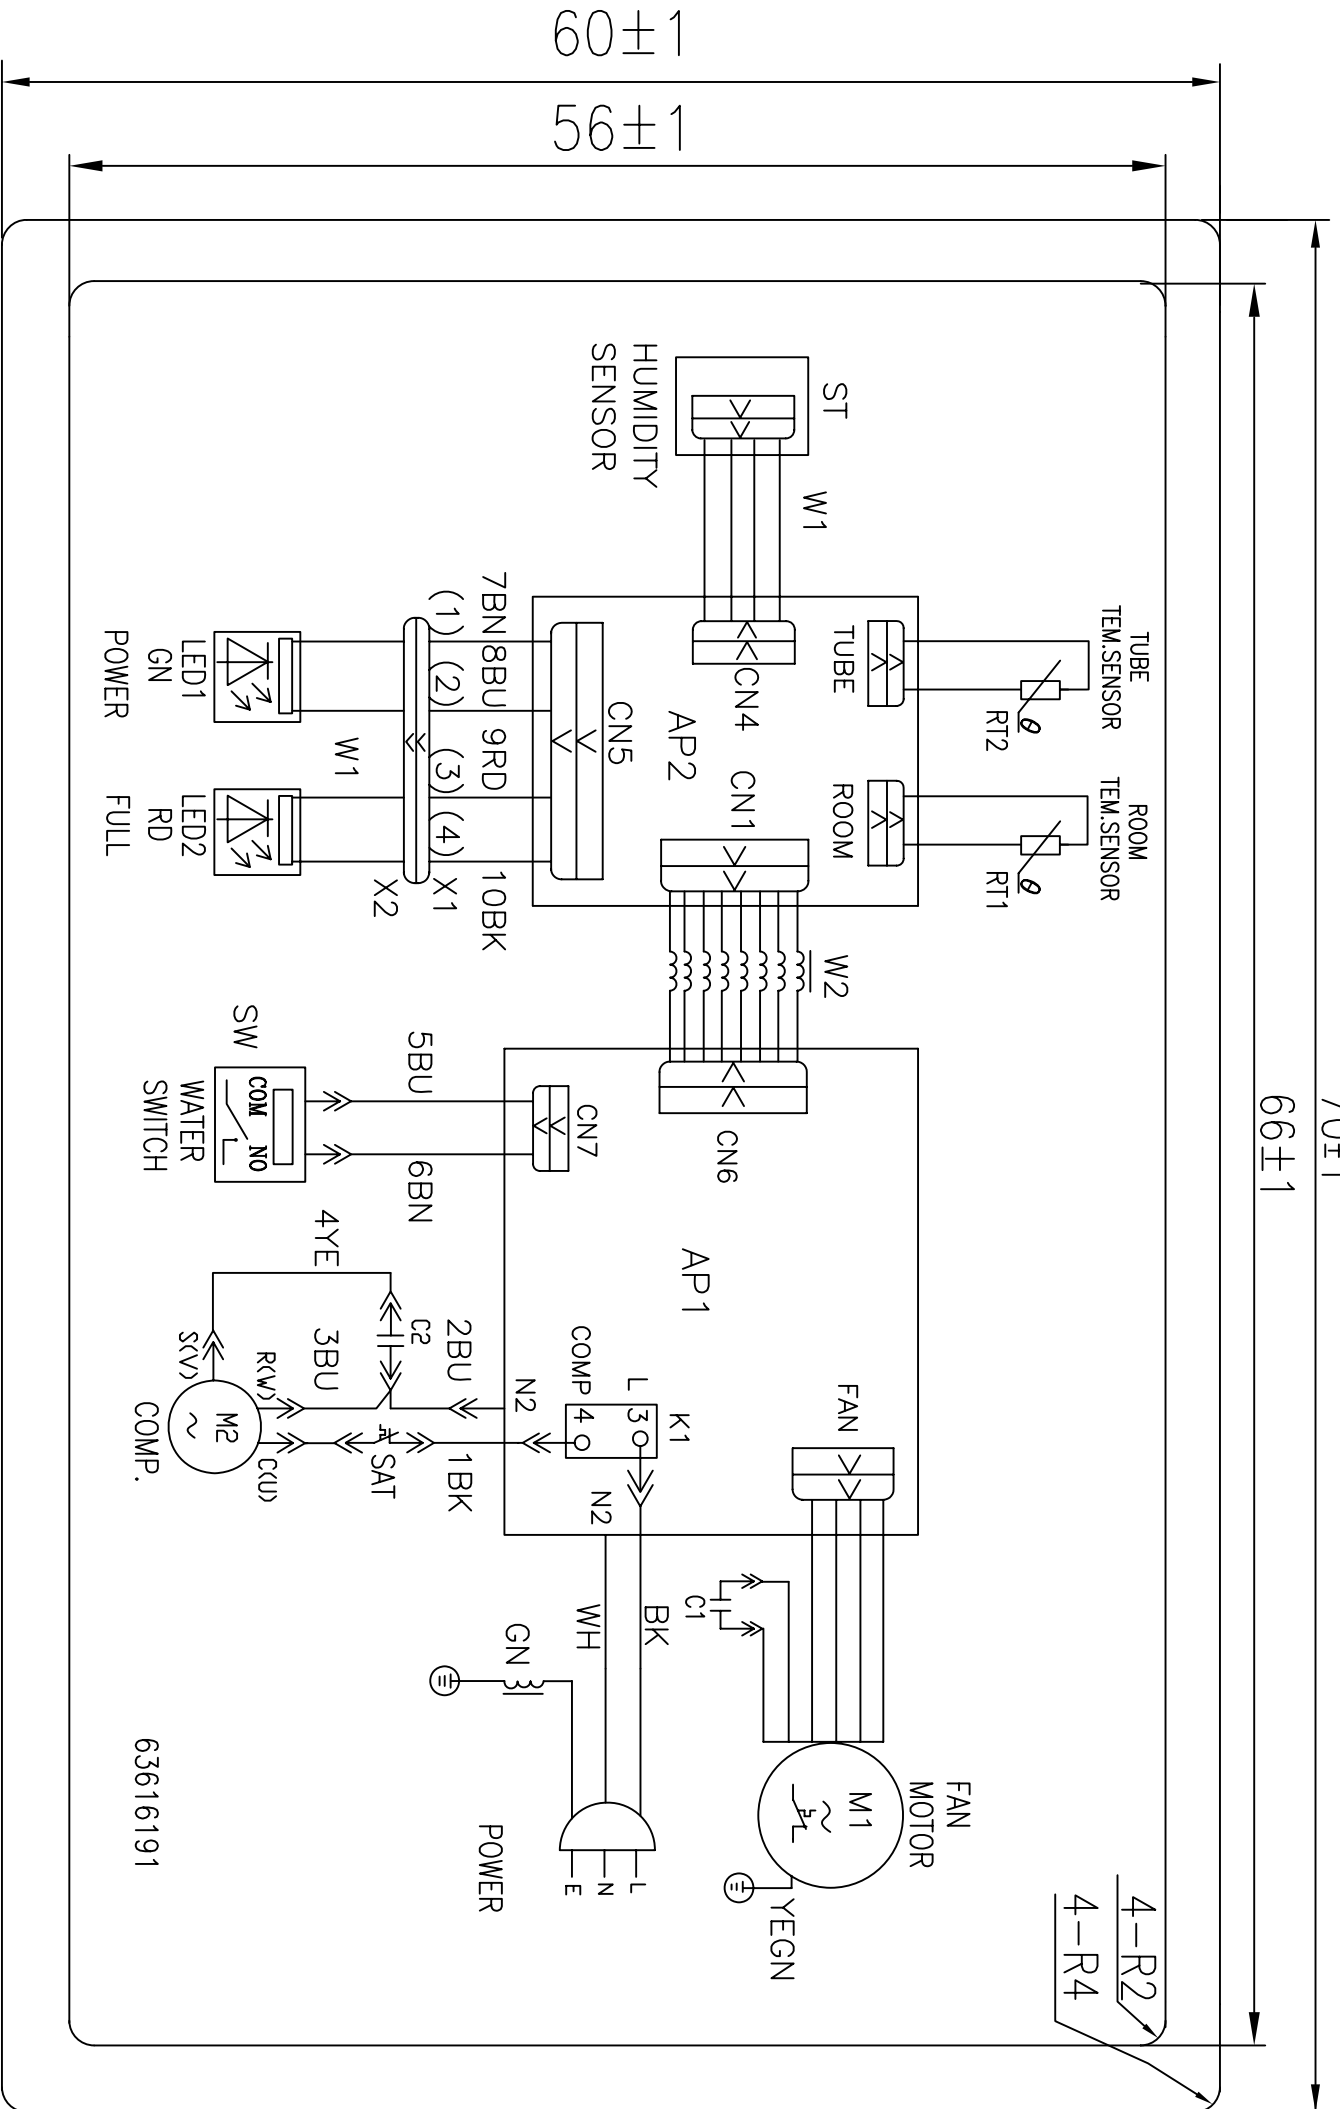 60±1
56±1
70±1
66±1
4-R2
4-R4
TUBE
TEM.SENSOR
RT2
θ
ROOM
TEM.SENSOR
RT1
θ
ST
HUMIDITY
SENSOR
W1
TUBE
CN4
AP2
CN1
ROOM
CN5
7BN
8BU
9RD
10BK
(1)
(2)
(3)
(4)
X1
X2
W1
LED1
GN
POWER
LED2
RD
FULL
W2
CN6
AP1
CN7
5BU
6BN
SW
COM NO
WATER
SWITCH
4YE
C2
2BU
3BU
S(V)
R(W)
C(U)
M2
~
COMP.
SAT
1BK
N2
COMP
L
4
3
K1
N2
FAN
C1
BK
WH
GN
FAN
MOTOR
M1
~
YEGN
L
N
E
POWER
63616191